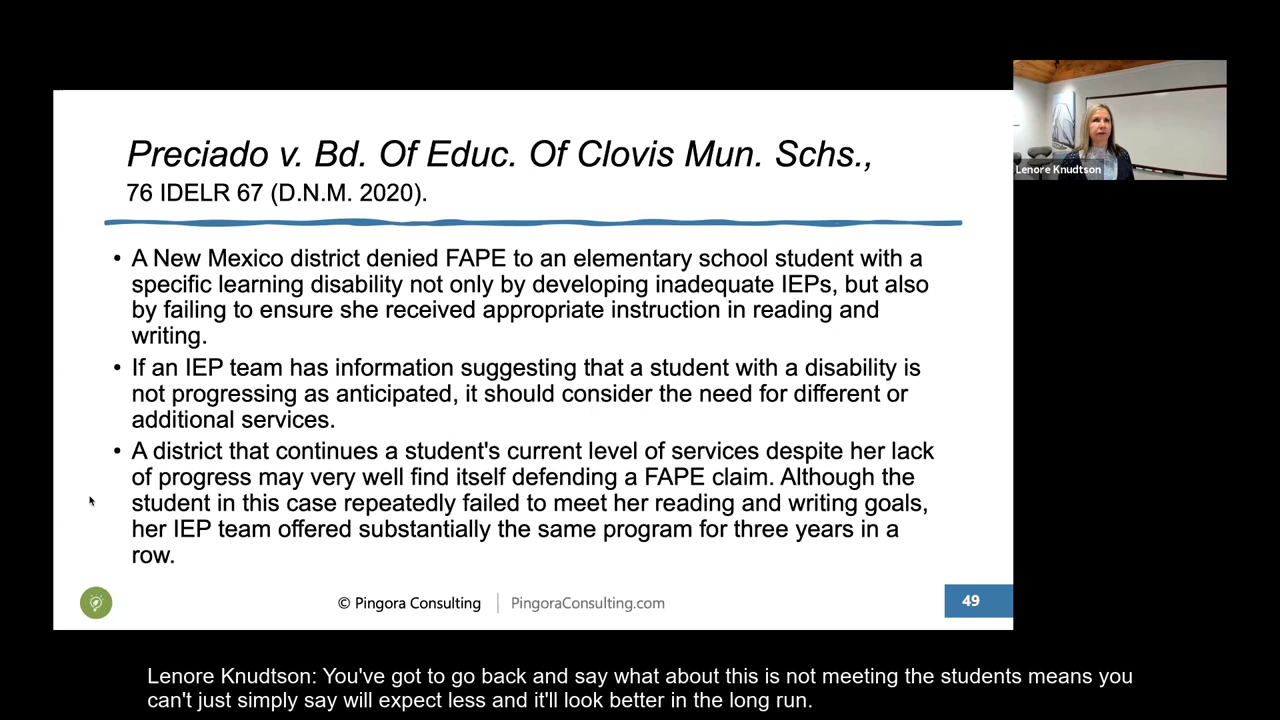 Preciado v. Bd. Of Educ. Of Clovis Mun. Schs.,
76 IDELR 67 (D.N.M. 2020).
Lenore Knudtson
• A New Mexico district denied FAPE to an elementary school student with a
specific learning disability not only by developing inadequate IEPs, but also
by failing to ensure she received appropriate instruction in reading and
writing.
• If an IEP team has information suggesting that a student with a disability is
not progressing as anticipated, it should consider the need for different or
additional services.
• A district that continues a student's current level of services despite her lack
of progress may very well find itself defending a FAPE claim. Although the
student in this case repeatedly failed to meet her reading and writing goals,
her IEP team offered substantially the same program for three years in a
row.
© Pingora Consulting PingoraConsulting.com 49
Lenore Knudtson: You've got to go back and say what about this is not meeting the students means you
can't just simply say will expect less and it'll look better in the long run.